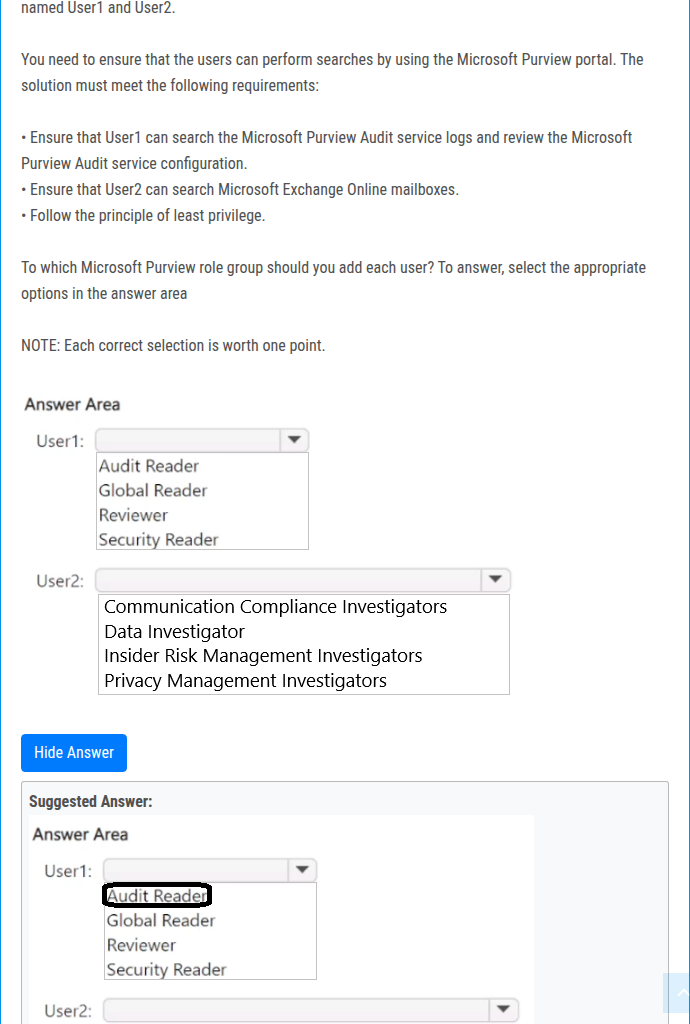 named User1 and User2.
You need to ensure that the users can perform searches by using the Microsoft Purview portal. The
solution must meet the following requirements:
• Ensure that User1 can search the Microsoft Purview Audit service logs and review the Microsoft
Purview Audit service configuration.
• Ensure that User2 can search Microsoft Exchange Online mailboxes.
• Follow the principle of least privilege.
To which Microsoft Purview role group should you add each user? To answer, select the appropriate
options in the answer area
NOTE: Each correct selection is worth one point.
Answer Area
User1:
Audit Reader
Global Reader
Reviewer
Security Reader
User2:
Communication Compliance Investigators
Data Investigator
Insider Risk Management Investigators
Privacy Management Investigators
Hide Answer
Suggested Answer:
Answer Area
User1:
Audit Reader
Global Reader
Reviewer
Security Reader
User2: